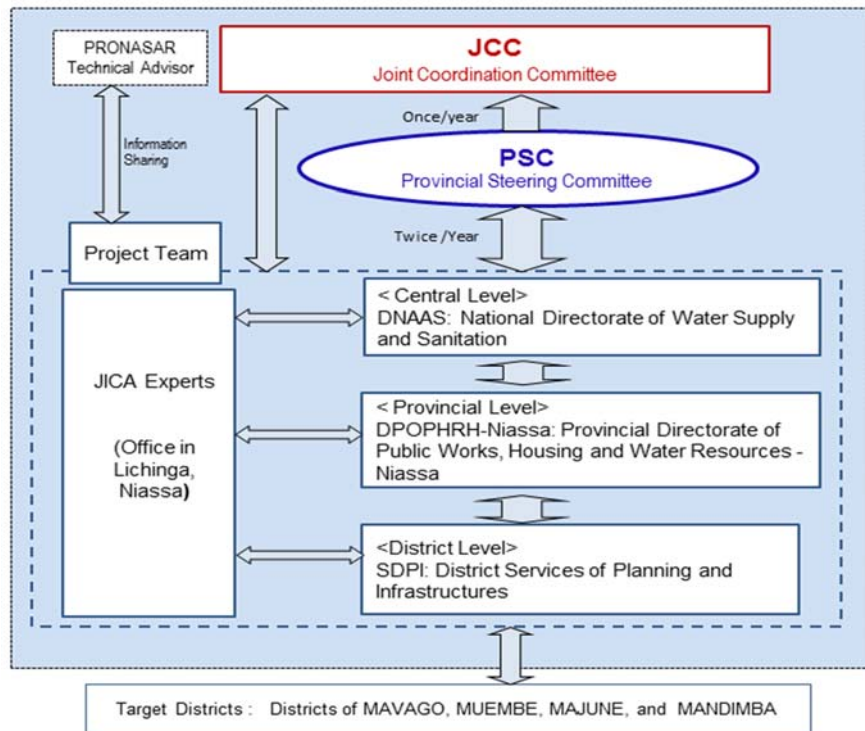 PRONASAR
Technical Advisor
JCC
Joint Coordination Committee
Information
Sharing
Once/year
PSC
Provincial Steering Committee
Twice /Year
Project Team
JICA Experts
(Office in
Lichinga,
Niassa)
< Central Level>
DNAAS: National Directorate of Water Supply
and Sanitation
< Provincial Level>
DPOPHRH-Niassa: Provincial Directorate of
Public Works, Housing and Water Resources -
Niassa
<District Level>
SDPI: District Services of Planning and
Infrastructures
Target Districts : Districts of MAVAGO, MUEMBE, MAJUNE, and MANDIMBA